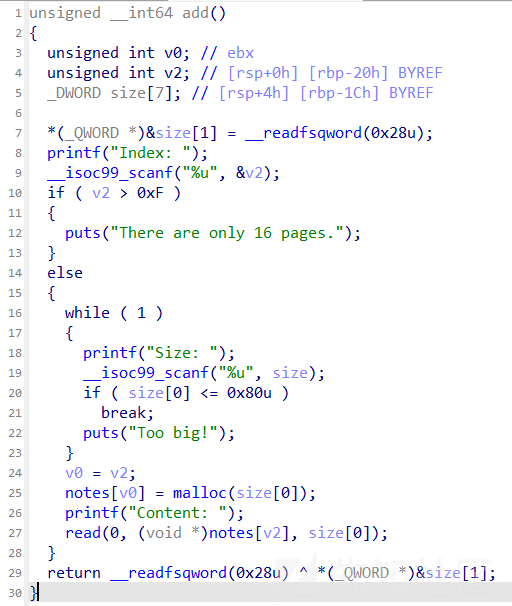 1 unsigned __int64 add()
2 {
3   unsigned int v0; // ebx
4   unsigned int v2; // [rsp+0h] [rbp-20h] BYREF
5   _DWORD size[7]; // [rsp+4h] [rbp-1Ch] BYREF
6
7   *(_QWORD *)&size[1] = __readfsqword(0x28u);
8   printf("Index: ");
9   __isoc99_scanf("%u", &v2);
10   if ( v2 > 0xF )
11   {
12     puts("There are only 16 pages.");
13   }
14   else
15   {
16     while ( 1 )
17     {
18       printf("Size: ");
19       __isoc99_scanf("%u", size);
20       if ( size[0] <= 0x80u )
21         break;
22       puts("Too big!");
23     }
24     v0 = v2;
25     notes[v0] = malloc(size[0]);
26     printf("Content: ");
27     read(0, (void *)notes[v2], size[0]);
28   }
29   return __readfsqword(0x28u) ^ *(_QWORD *)&size[1];
30 }